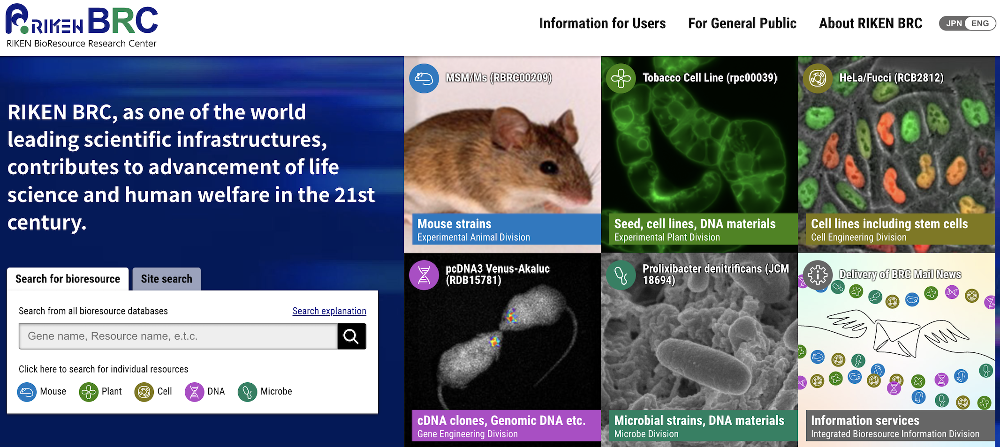 RIKEN BRC
RIKEN BioResource Research Center
Information for Users
For General Public
About RIKEN BRC
JPN ENG
RIKEN BRC, as one of the world
leading scientific infrastructures,
contributes to advancement of life
science and human welfare in the 21st
century.
Search for bioresource
Site search
Search from all bioresource databases
Search explanation
Gene name, Resource name, e.t.c.
Click here to search for individual resources
Mouse
Plant
Cell
DNA
Microbe
MSM/Ms (RBRC00209)
Mouse strains
Experimental Animal Division
Tobacco Cell Line (rpc00039)
Seed, cell lines, DNA materials
Experimental Plant Division
HeLa/Fucci (RCB2812)
Cell lines including stem cells
Cell Engineering Division
pcDNA3 Venus-Akaluc
(RDB15781)
cDNA clones, Genomic DNA etc.
Gene Engineering Division
Prolixibacter denitrificans (JCM
18694)
Microbial strains, DNA materials
Microbe Division
Delivery of BRC Mail News
Information services
Integrated Bioresource Information Division